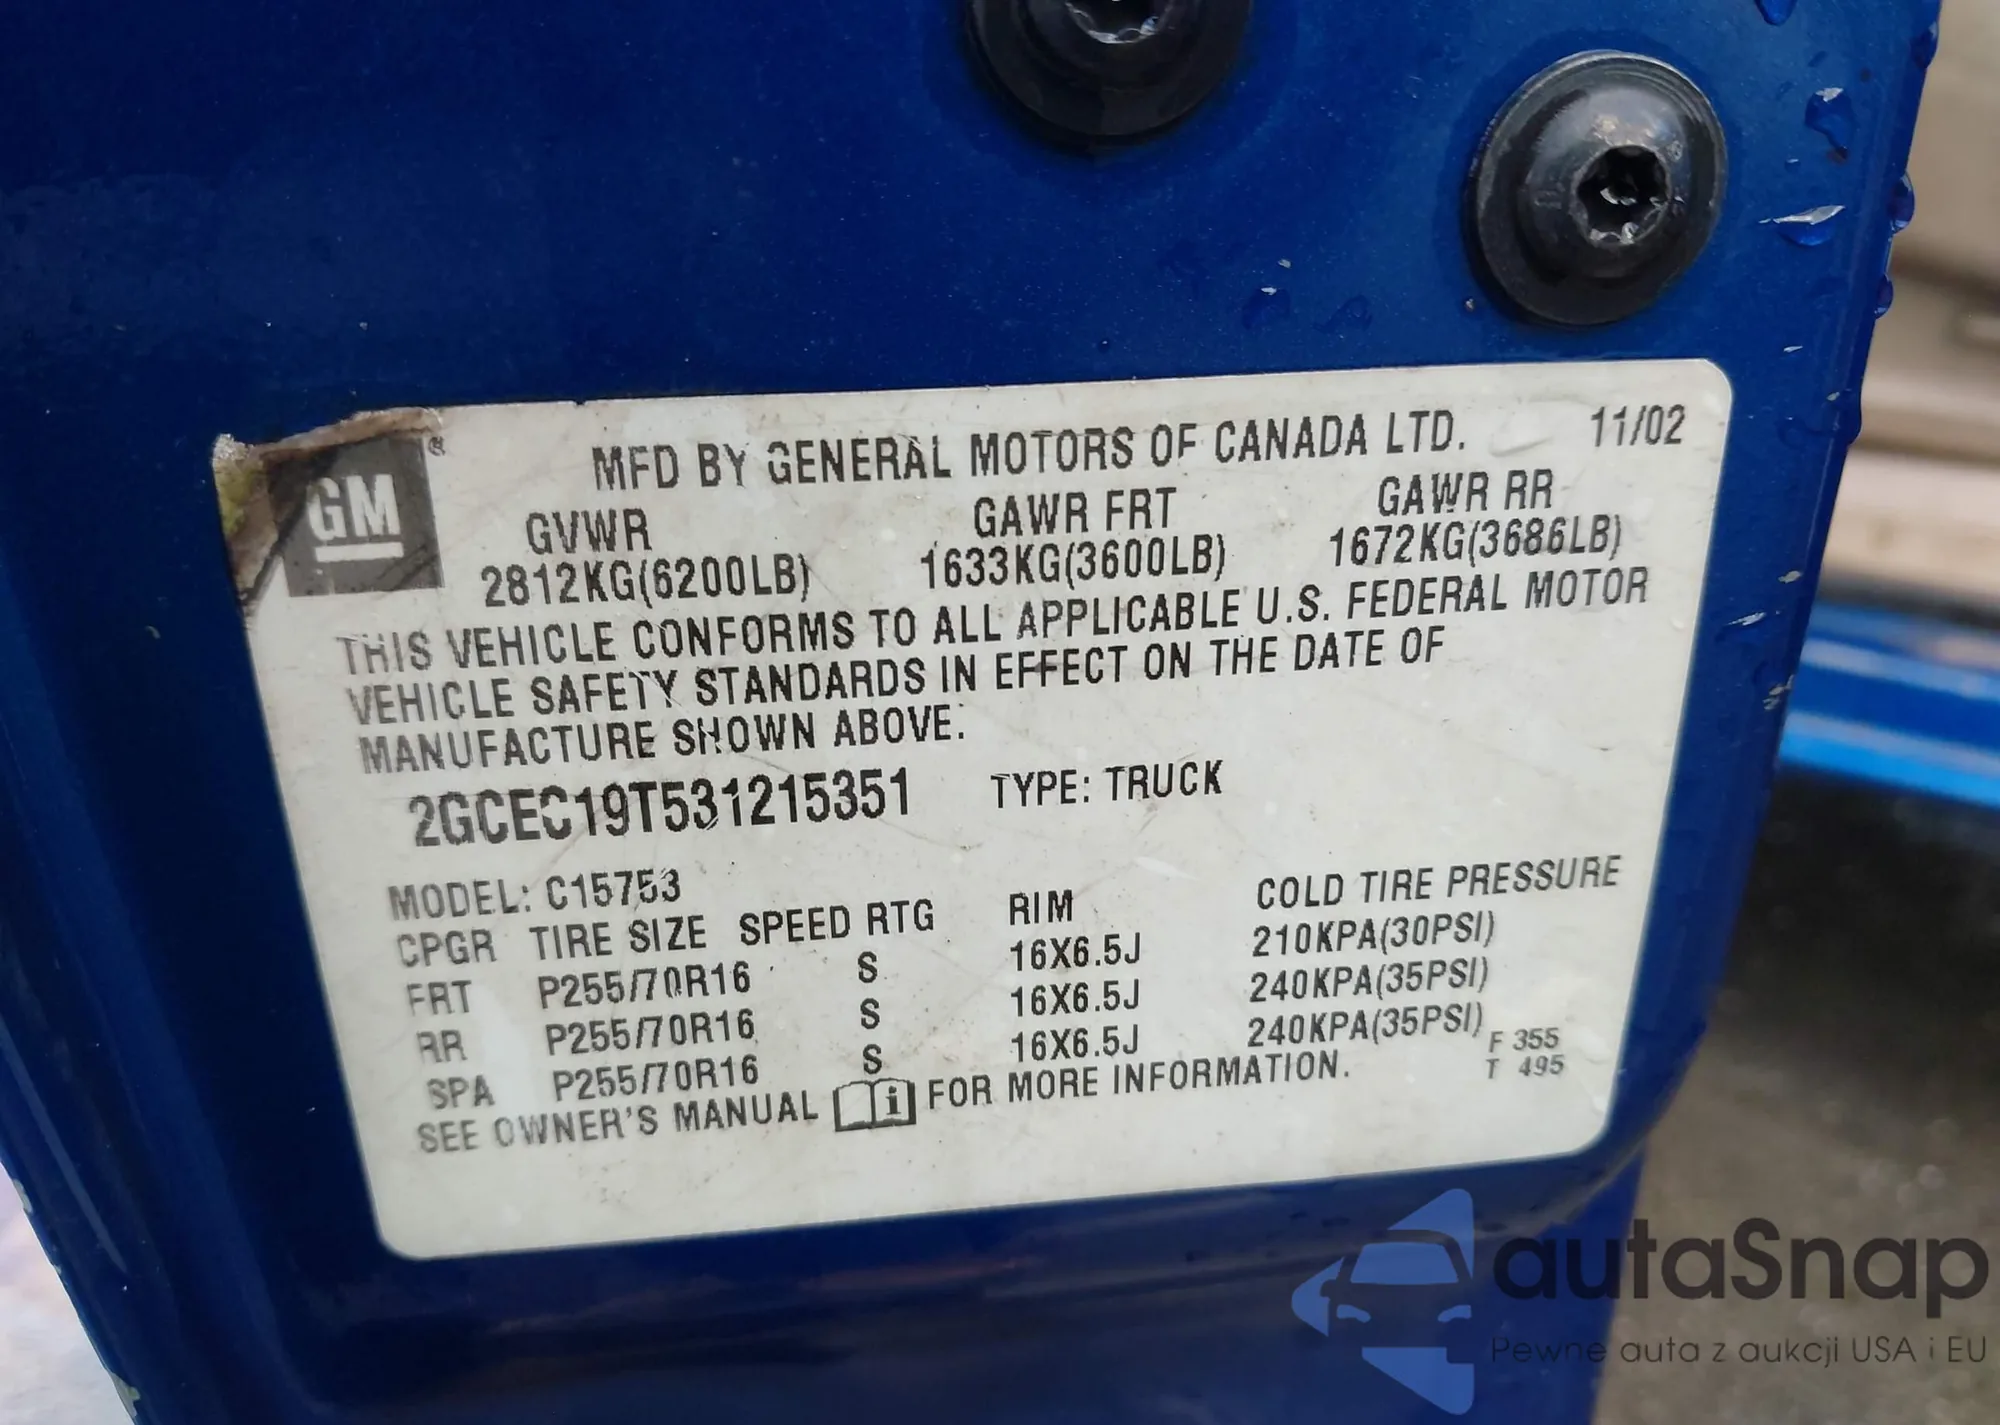 GM ®
MFD BY GENERAL MOTORS OF CANADA LTD. 11/02
GVWR GAWR FRT GAWR RR
2812KG(6200LB) 1633KG(3600LB) 1672KG(3686LB)
THIS VEHICLE CONFORMS TO ALL APPLICABLE U.S. FEDERAL MOTOR
VEHICLE SAFETY STANDARDS IN EFFECT ON THE DATE OF
MANUFACTURE SHOWN ABOVE.
2GCEC19T531215351 TYPE: TRUCK
MODEL: C15753
CPGR TIRE SIZE SPEED RTG RIM COLD TIRE PRESSURE
FRT P255/70R16 S 16X6.5J 210KPA(30PSI)
RR P255/70R16 S 16X6.5J 240KPA(35PSI)
SPA P255/70R16 S 16X6.5J 240KPA(35PSI)
SEE OWNER'S MANUAL i FOR MORE INFORMATION.
F 355
T 495
autaSnap
Pewne auta z aukcji USA i EU